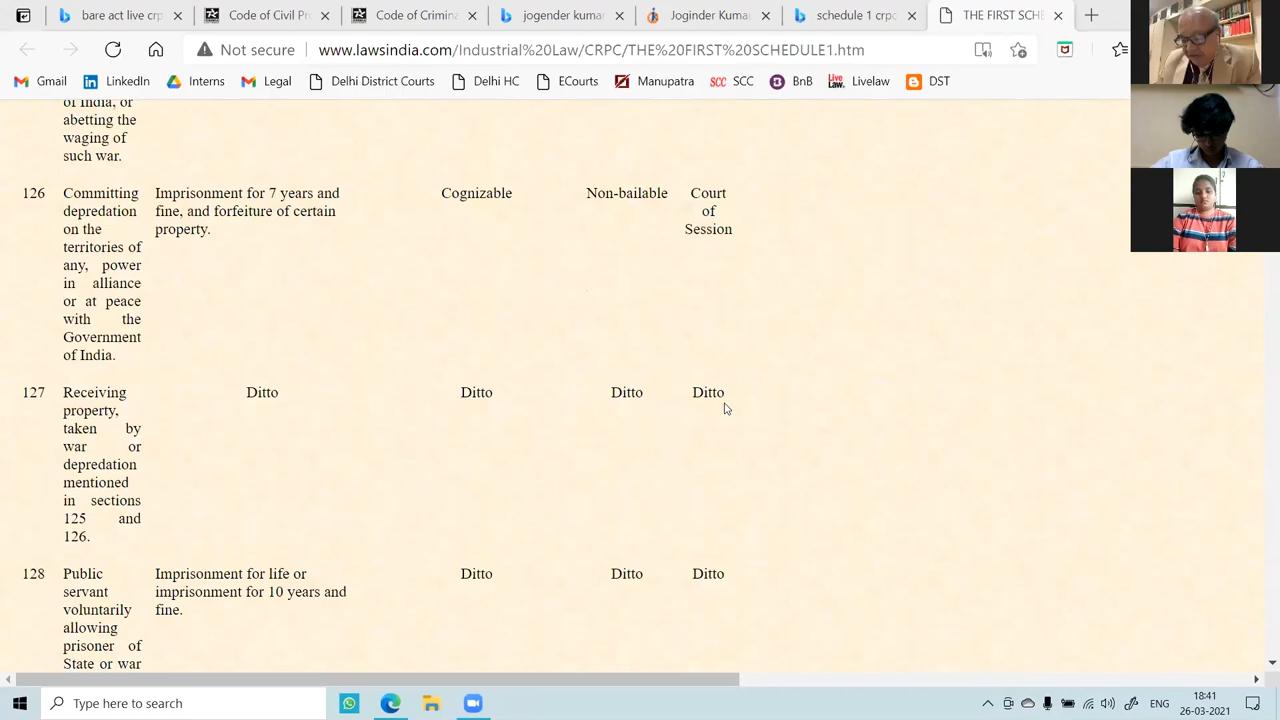 bare act live crp
Code of Civil Pr
Code of Crimina
jogender kumar
Joginder Kumar
schedule 1 crpc
THE FIRST SCHE
Not secure
www.lawsindia.com/Industrial%20Law/CRPC/THE%20FIRST%20SCHEDULE1.htm
Gmail
LinkedIn
Interns
Legal
Delhi District Courts
Delhi HC
ECourts
Manupatra
SCC SCC
BnB
Live Law. Livelaw
DST
of India, or
abetting the
waging of
such war.
126 Committing Imprisonment for 7 years and Cognizable Non-bailable Court
depredation fine, and forfeiture of certain of
on the property. Session
territories of
any, power
in alliance
or at peace
with the
Government
of India.
127 Receiving Ditto Ditto Ditto Ditto
property,
taken by
war or
depredation
mentioned
in sections
125 and
126.
128 Public Imprisonment for life or Ditto Ditto Ditto
servant imprisonment for 10 years and
voluntarily fine.
allowing
prisoner of
State or war
Type here to search
ENG
18:41
26-03-2021